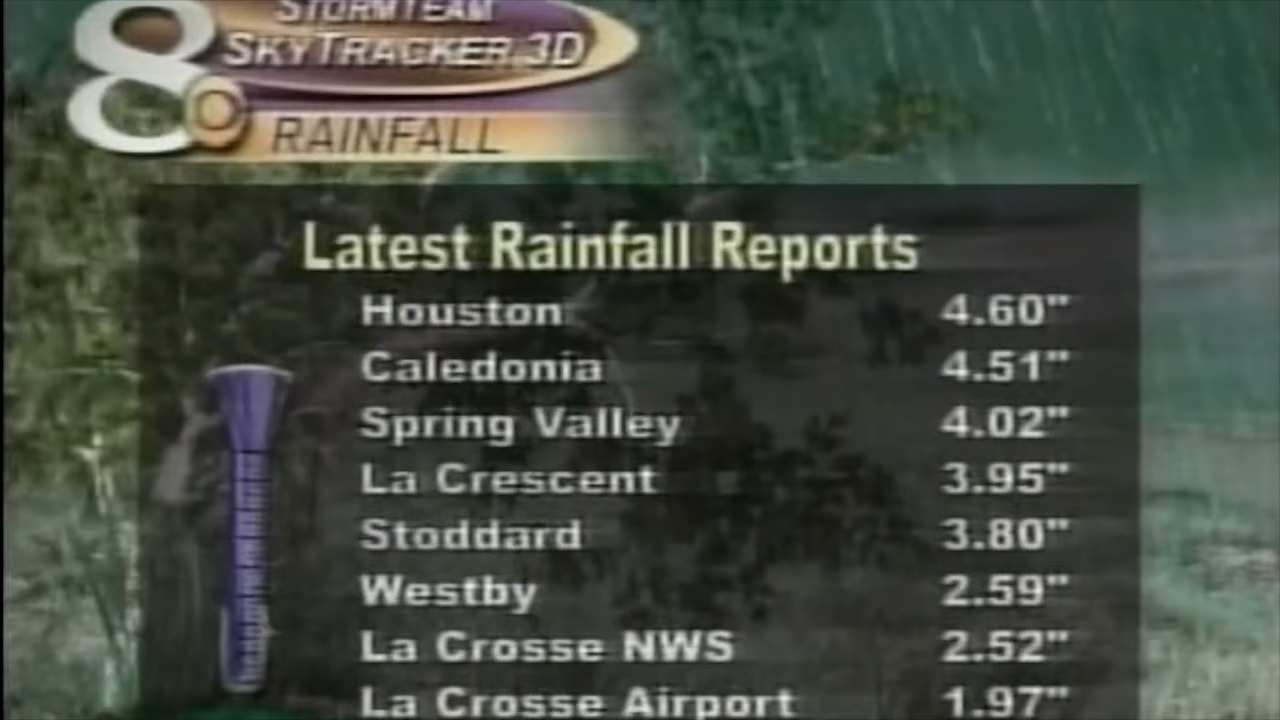 8
STORMTEAM
SKYTRACKER 3D
RAINFALL
Latest Rainfall Reports
Houston 4.60"
Caledonia 4.51"
Spring Valley 4.02"
La Crescent 3.95"
Stoddard 3.80"
Westby 2.59"
La Crosse NWS 2.52"
La Crosse Airport 1.97"